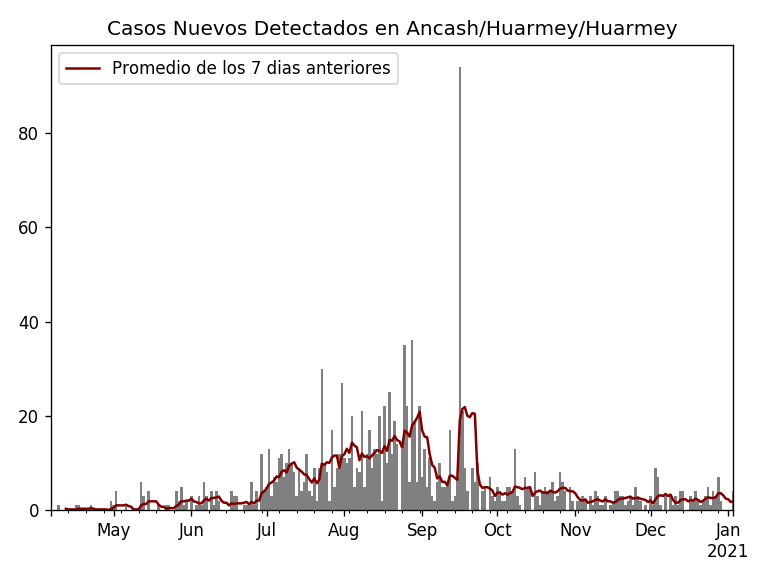 Casos Nuevos Detectados en Ancash/Huarmey/Huarmey
Promedio de los 7 dias anteriores
80
60
40
20
0
May Jun Jul Aug Sep Oct Nov Dec Jan
2021